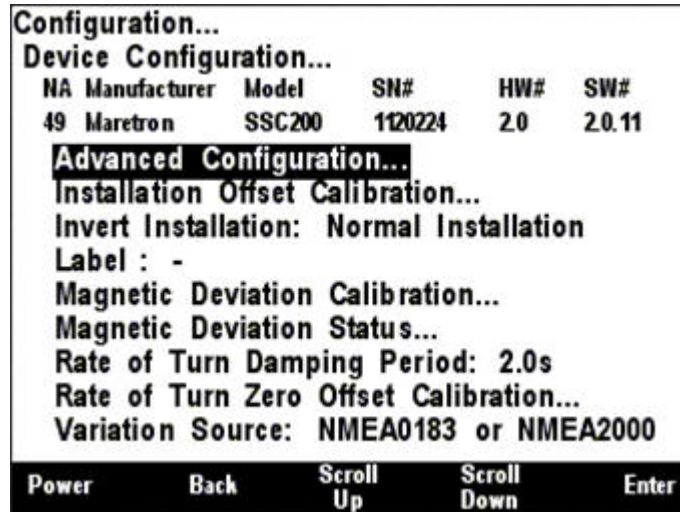 Configuration...
Device Configuration...
NA Manufacturer Model SN# HW# SW#
49 Maretron SSC200 1120224 2.0 2.0.11
Advanced Configuration...
Installation Offset Calibration...
Invert Installation: Normal Installation
Label : -
Magnetic Deviation Calibration...
Magnetic Deviation Status...
Rate of Turn Damping Period: 2.0s
Rate of Turn Zero Offset Calibration...
Variation Source: NMEA0183 or NMEA2000
Power Back Scroll Up Scroll Down Enter